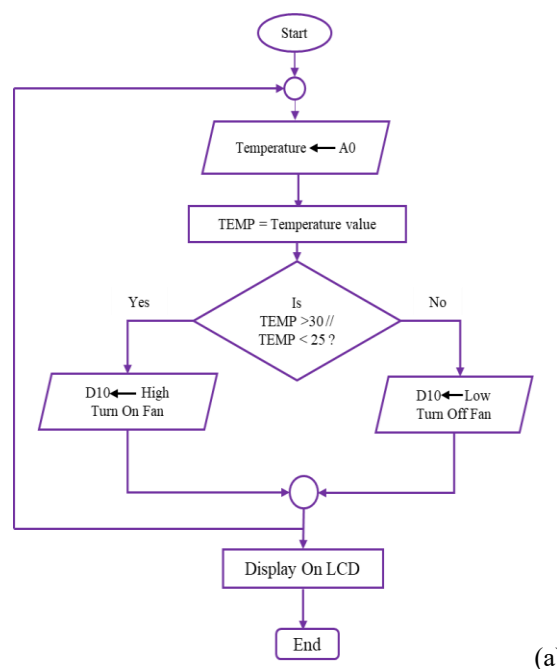 Start
Temperature ← A0
TEMP = Temperature value
Yes
Is
TEMP >30 //
TEMP < 25 ?
No
D10← High
Turn On Fan
D10←Low
Turn Off Fan
Display On LCD
End
(a